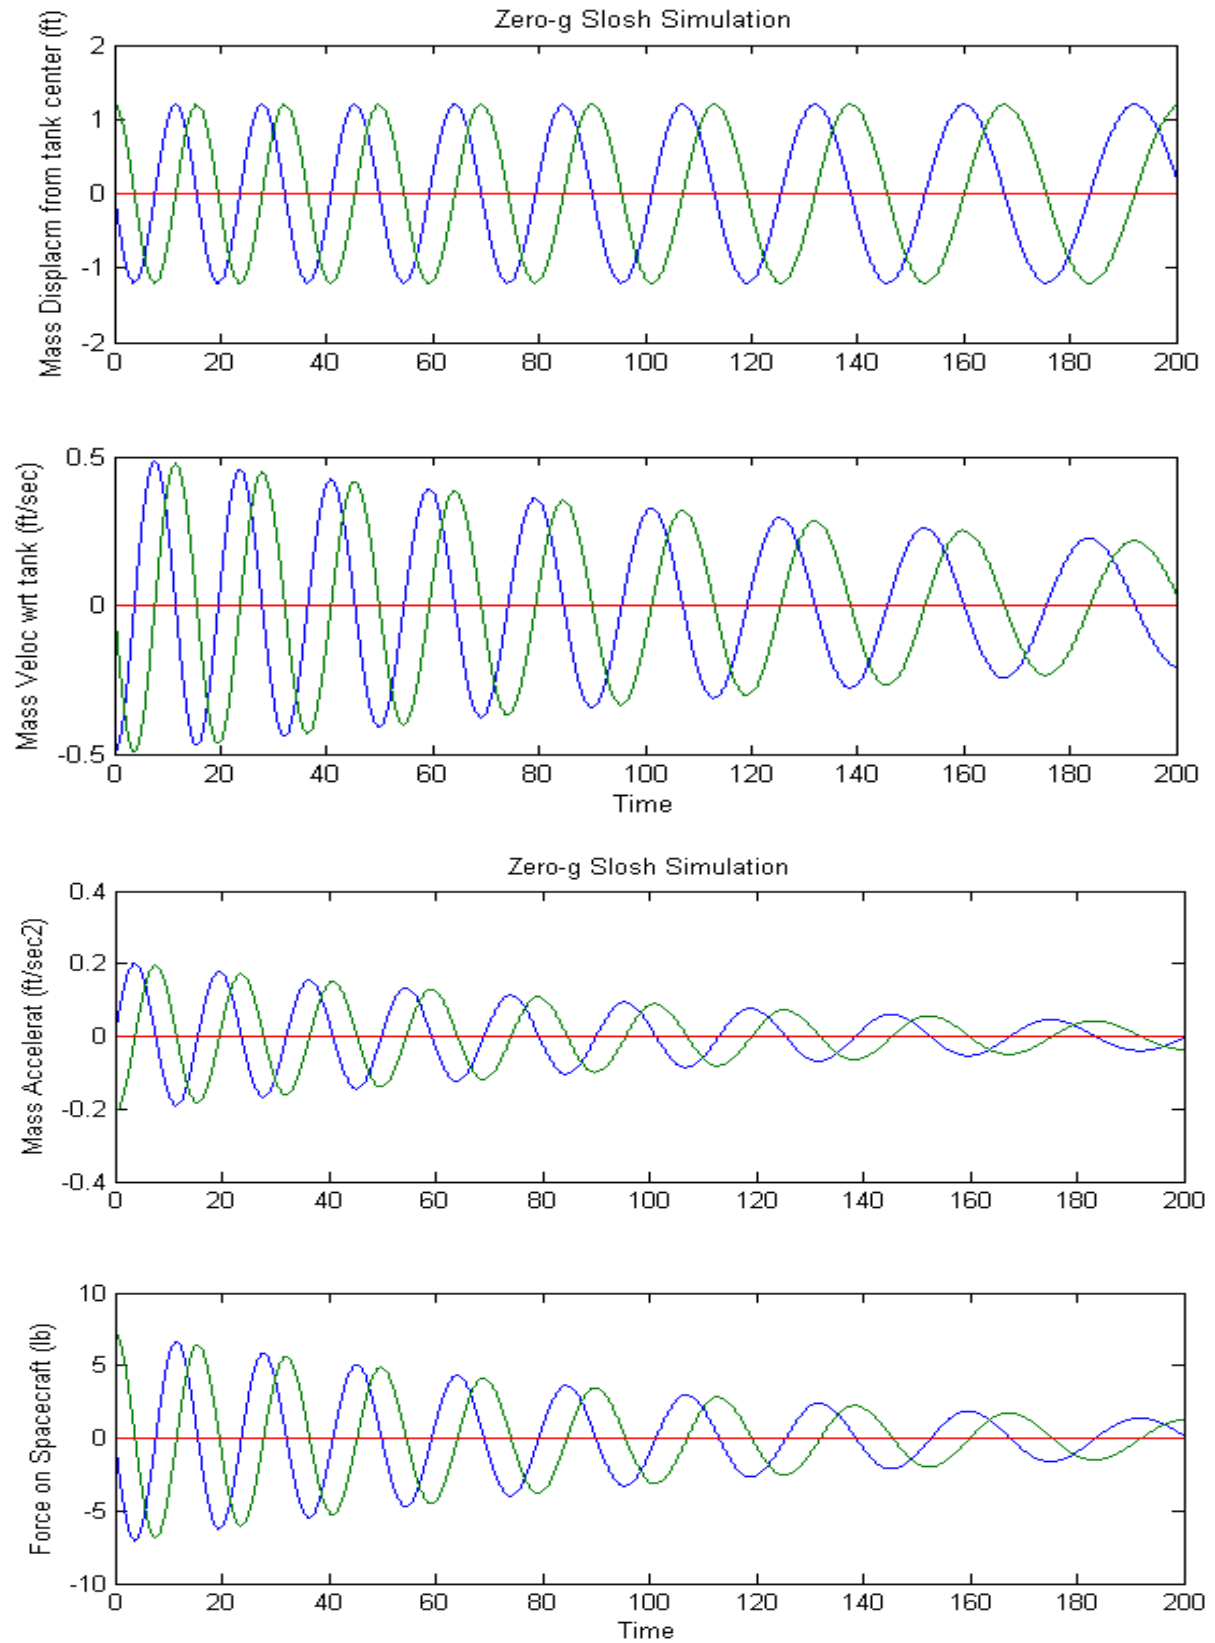 Zero-g Slosh Simulation
Mass Displacm from tank center (ft)
2
1
0
-1
-2
0 20 40 60 80 100 120 140 160 180 200
Mass Veloc wrt tank (ft/sec)
0.5
0
-0.5
0 20 40 60 80 100 120 140 160 180 200
Time
Zero-g Slosh Simulation
Mass Accelerat (ft/sec2)
0.4
0.2
0
-0.2
-0.4
0 20 40 60 80 100 120 140 160 180 200
Force on Spacecraft (lb)
10
5
0
-5
-10
0 20 40 60 80 100 120 140 160 180 200
Time